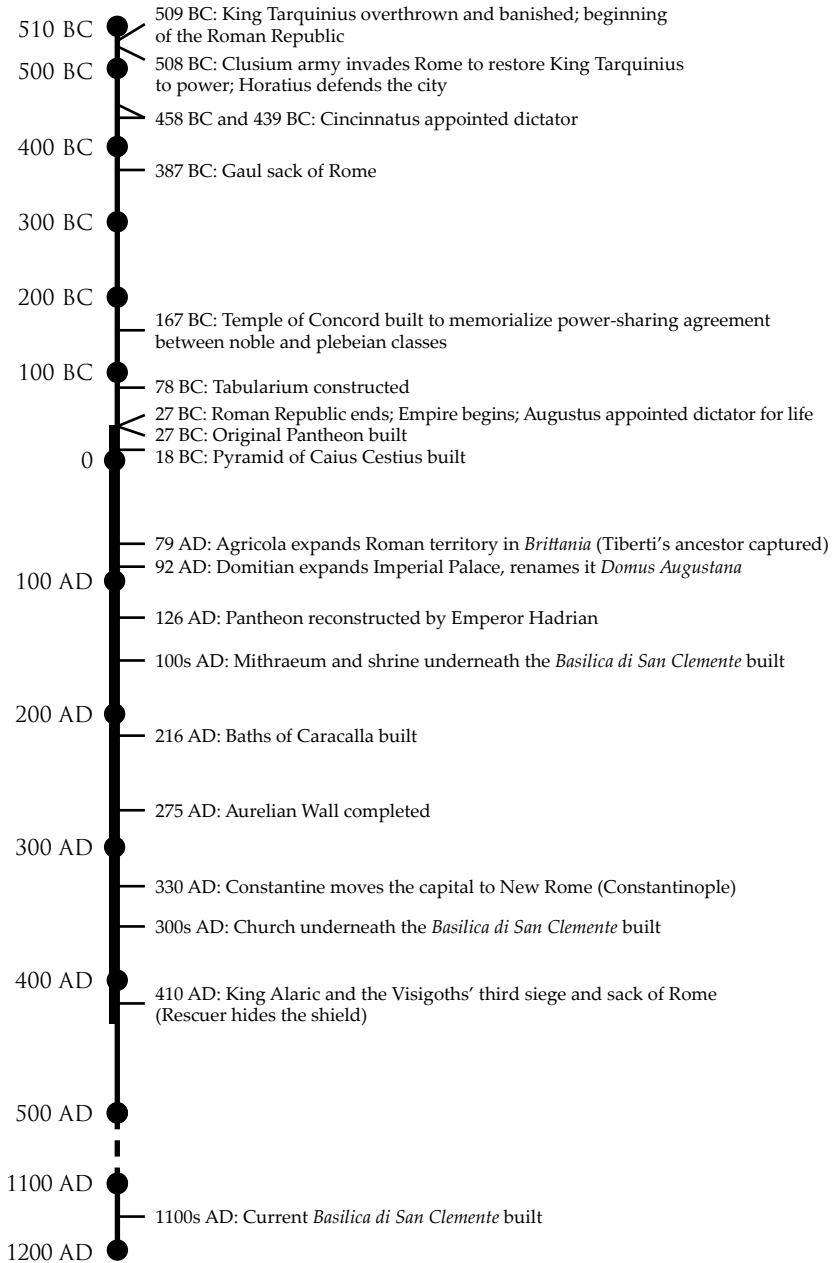 510 BC
509 BC: King Tarquinius overthrown and banished; beginning
of the Roman Republic
500 BC
508 BC: Clusium army invades Rome to restore King Tarquinius
to power; Horatius defends the city
458 BC and 439 BC: Cincinnatus appointed dictator
400 BC
387 BC: Gaul sack of Rome
300 BC
200 BC
167 BC: Temple of Concord built to memorialize power-sharing agreement
between noble and plebeian classes
100 BC
78 BC: Tabularium constructed
27 BC: Roman Republic ends; Empire begins; Augustus appointed dictator for life
27 BC: Original Pantheon built
0
18 BC: Pyramid of Caius Cestius built
79 AD: Agricola expands Roman territory in Brittania (Tiberti's ancestor captured)
92 AD: Domitian expands Imperial Palace, renames it Domus Augustana
100 AD
126 AD: Pantheon reconstructed by Emperor Hadrian
100s AD: Mithraeum and shrine underneath the Basilica di San Clemente built
200 AD
216 AD: Baths of Caracalla built
275 AD: Aurelian Wall completed
300 AD
330 AD: Constantine moves the capital to New Rome (Constantinople)
300s AD: Church underneath the Basilica di San Clemente built
400 AD
410 AD: King Alaric and the Visigoths' third siege and sack of Rome
(Rescuer hides the shield)
500 AD
1100 AD
1100s AD: Current Basilica di San Clemente built
1200 AD